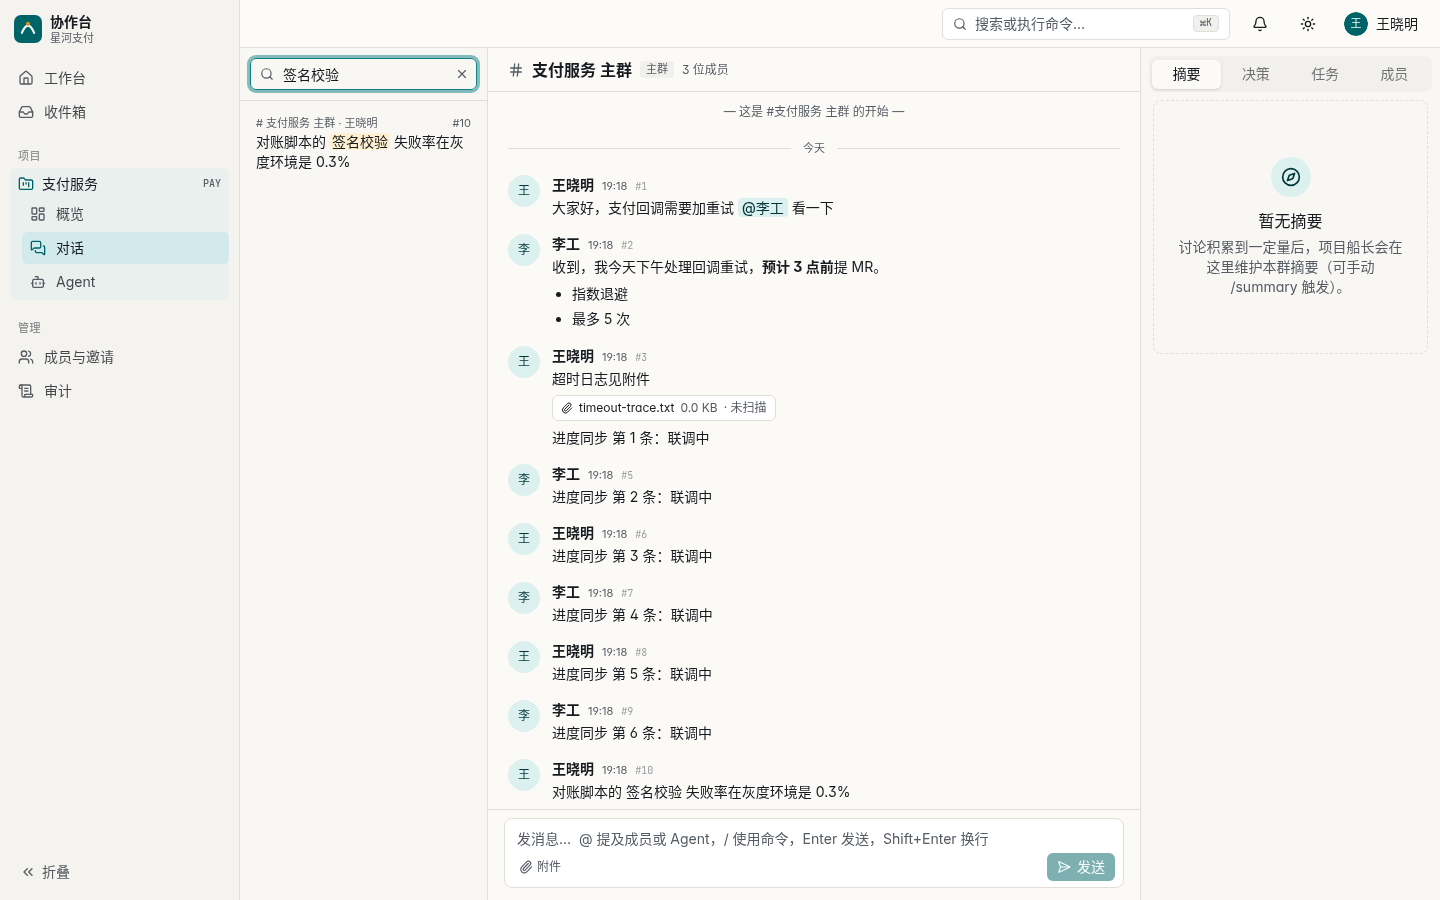 协作台
星河支付
工作台
收件箱
项目
支付服务 PAY
概览
对话
Agent
管理
成员与邀请
审计
折叠
搜索或执行命令... ⌘K
王 王晓明
签名校验
# 支付服务 主群 · 王晓明 #10
对账脚本的 签名校验 失败率在灰
度环境是 0.3%
支付服务 主群 主群 3 位成员
— 这是 #支付服务 主群 的开始 —
今天
王 王晓明 19:18 #1
大家好，支付回调需要加重试 @李工 看一下
李 李工 19:18 #2
收到，我今天下午处理回调重试，预计 3 点前提 MR。
• 指数退避
• 最多 5 次
王 王晓明 19:18 #3
超时日志见附件
timeout-trace.txt 0.0 KB · 未扫描
进度同步 第 1 条：联调中
李 李工 19:18 #5
进度同步 第 2 条：联调中
王 王晓明 19:18 #6
进度同步 第 3 条：联调中
李 李工 19:18 #7
进度同步 第 4 条：联调中
王 王晓明 19:18 #8
进度同步 第 5 条：联调中
李 李工 19:18 #9
进度同步 第 6 条：联调中
王 王晓明 19:18 #10
对账脚本的 签名校验 失败率在灰度环境是 0.3%
发消息... @ 提及成员或 Agent，/ 使用命令，Enter 发送，Shift+Enter 换行
附件
发送
摘要 决策 任务 成员
暂无摘要
讨论积累到一定量后，项目船长会在
这里维护本群摘要（可手动
/summary 触发）。